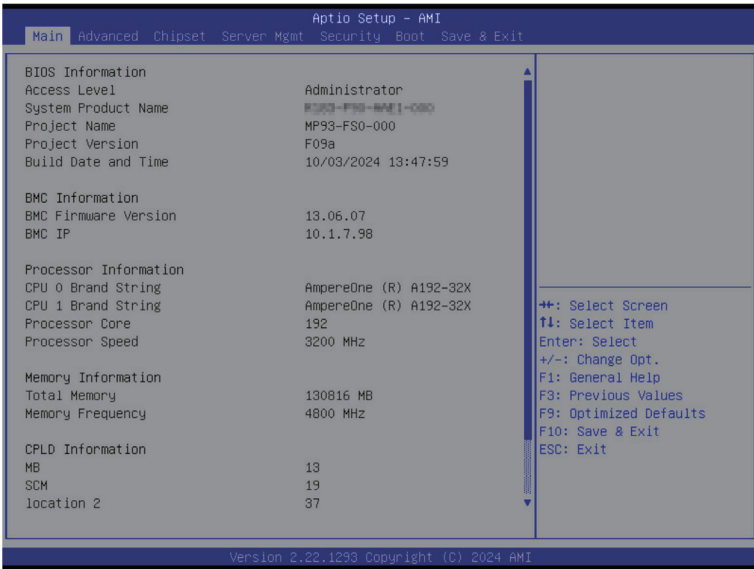 Aptio Setup – AMI
Main Advanced Chipset Server Mgmt Security Boot Save & Exit
BIOS Information
Access Level Administrator
System Product Name
Project Name MP93-FS0-000
Project Version F09a
Build Date and Time 10/03/2024 13:47:59
BMC Information
BMC Firmware Version 13.06.07
BMC IP 10.1.7.98
Processor Information
CPU 0 Brand String AmpereOne (R) A192-32X
CPU 1 Brand String AmpereOne (R) A192-32X
Processor Core 192
Processor Speed 3200 MHz
Memory Information
Total Memory 130816 MB
Memory Frequency 4800 MHz
CPLD Information
MB 13
SCM 19
location 2 37
→←: Select Screen
↑↓: Select Item
Enter: Select
+/-: Change Opt.
F1: General Help
F3: Previous Values
F9: Optimized Defaults
F10: Save & Exit
ESC: Exit
Version 2.22.1293 Copyright (C) 2024 AMI